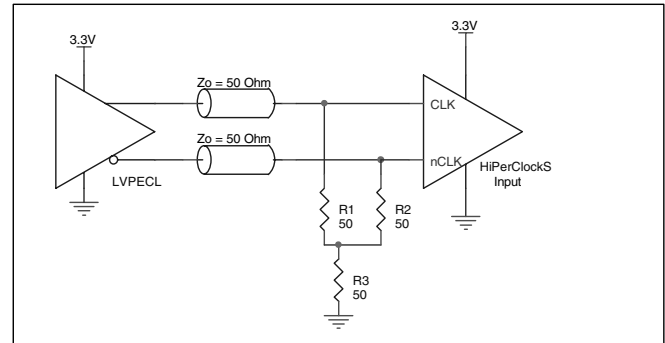 3.3V
3.3V
Zo = 50 Ohm
CLK
Zo = 50 Ohm
nCLK
LVPECL
HiPerClockS
Input
R1
50
R2
50
R3
50